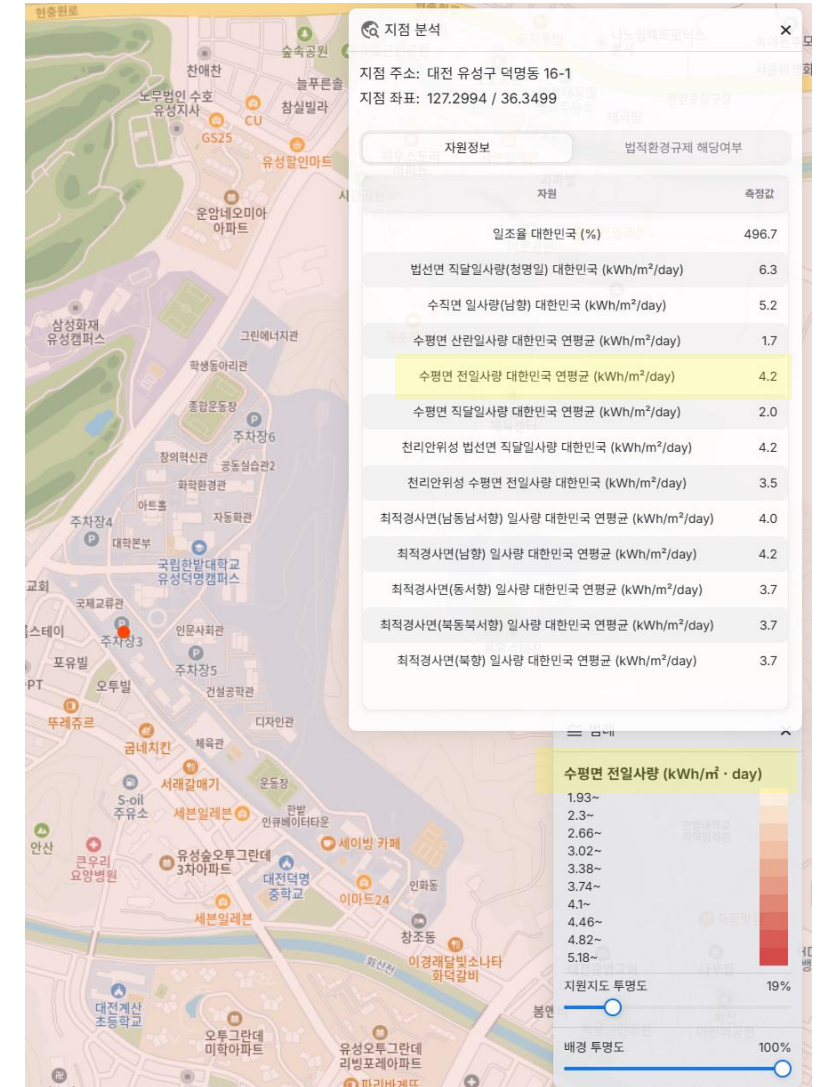 현충원로
숲속공원
찬애찬
늘푸른솔
노무법인 수호
유성지사
CU
참실빌라
GS25
유성할인마트
운암네오미아
아파트
삼성화재
유성캠퍼스
그린에너지관
학생동아리관
종합운동장
주차장6
창의혁신관
공동실습관2
화학환경관
아트홀
자동화관
주차장4
대학본부
국립한밭대학교
유성덕명캠퍼스
교회
국제교류관
스테이
주차장3
인문사회관
포유빌
주차장5
PT
오투빌
건설공학관
뚜레쥬르
디자인관
금네치킨
체육관
서래갈매기
운동장
S-oil
주유소
세븐일레븐
한밭
인큐베이터타운
안산
큰우리
요양병원
유성숲오투그란데
3차아파트
세이빙 카페
대전덕명
중학교
이마트24
인화동
세븐일레븐
창조동
화산천
이경래달빛소나타
화덕갈비
대전계산
초등학교
오투그란데
미학아파트
유성오투그란데
리빙포레아파트
파리바게뜨
봄앤
지점 분석
지점 주소: 대전 유성구 덕명동 16-1
지점 좌표: 127.2994 / 36.3499
자원정보 법적환경규제 해당여부
자원 측정값
일조율 대한민국 (%) 496.7
법선면 직달일사량(청명일) 대한민국 (kWh/m²/day) 6.3
수직면 일사량(남향) 대한민국 (kWh/m²/day) 5.2
수평면 산란일사량 대한민국 연평균 (kWh/m²/day) 1.7
수평면 전일사량 대한민국 연평균 (kWh/m²/day) 4.2
수평면 직달일사량 대한민국 연평균 (kWh/m²/day) 2.0
천리안위성 법선면 직달일사량 대한민국 (kWh/m²/day) 4.2
천리안위성 수평면 전일사량 대한민국 (kWh/m²/day) 3.5
최적경사면(남동남서향) 일사량 대한민국 연평균 (kWh/m²/day) 4.0
최적경사면(남향) 일사량 대한민국 연평균 (kWh/m²/day) 4.2
최적경사면(동서향) 일사량 대한민국 연평균 (kWh/m²/day) 3.7
최적경사면(북동북서향) 일사량 대한민국 연평균 (kWh/m²/day) 3.7
최적경사면(북향) 일사량 대한민국 연평균 (kWh/m²/day) 3.7
범례
수평면 전일사량 (kWh/㎡ · day)
1.93~
2.3~
2.66~
3.02~
3.38~
3.74~
4.1~
4.46~
4.82~
5.18~
지원지도 투명도 19%
배경 투명도 100%